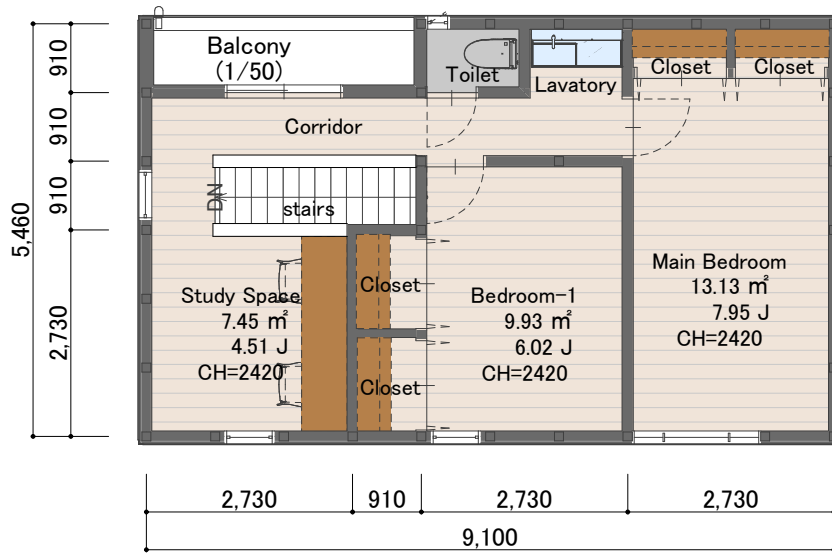 Balcony
(1/50)
Toilet
Lavatory
Closet
Closet
Corridor
DN
stairs
Study Space
7.45 ㎡
4.51 J
CH=2420
Closet
Closet
Bedroom-1
9.93 ㎡
6.02 J
CH=2420
Main Bedroom
13.13 ㎡
7.95 J
CH=2420
910
910
910
2,730
5,460
2,730
910
2,730
2,730
9,100